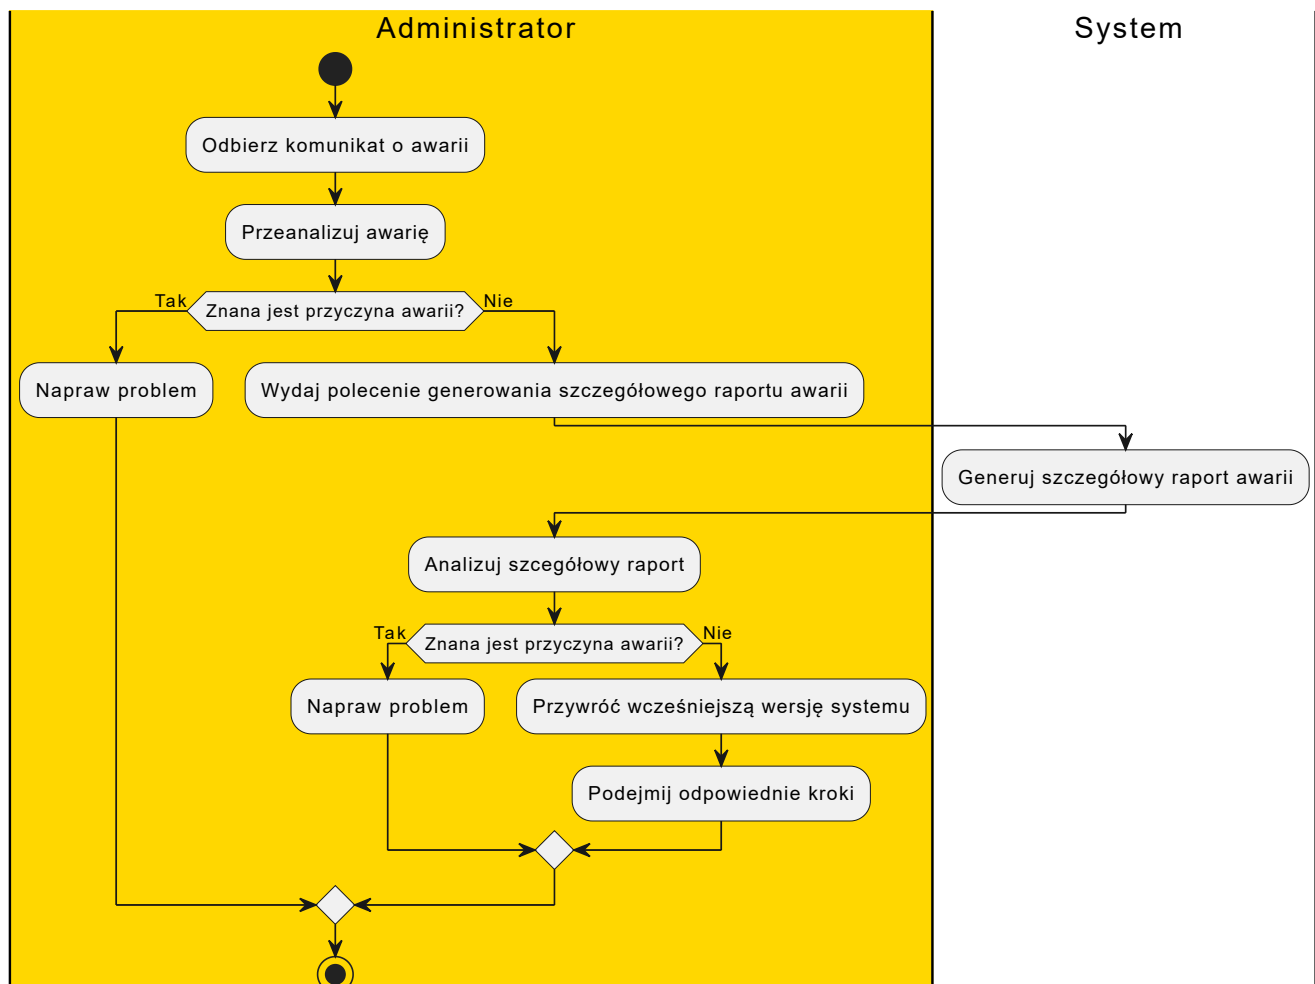 Administrator
System
Odbierz komunikat o awarii
Przeanalizuj awarię
Tak
Znana jest przyczyna awarii?
Nie
Napraw problem
Wydaj polecenie generowania szczegółowego raportu awarii
Generuj szczegółowy raport awarii
Analizuj szcegółowy raport
Tak
Znana jest przyczyna awarii?
Nie
Napraw problem
Przywróć wcześniejszą wersję systemu
Podejmij odpowiednie kroki